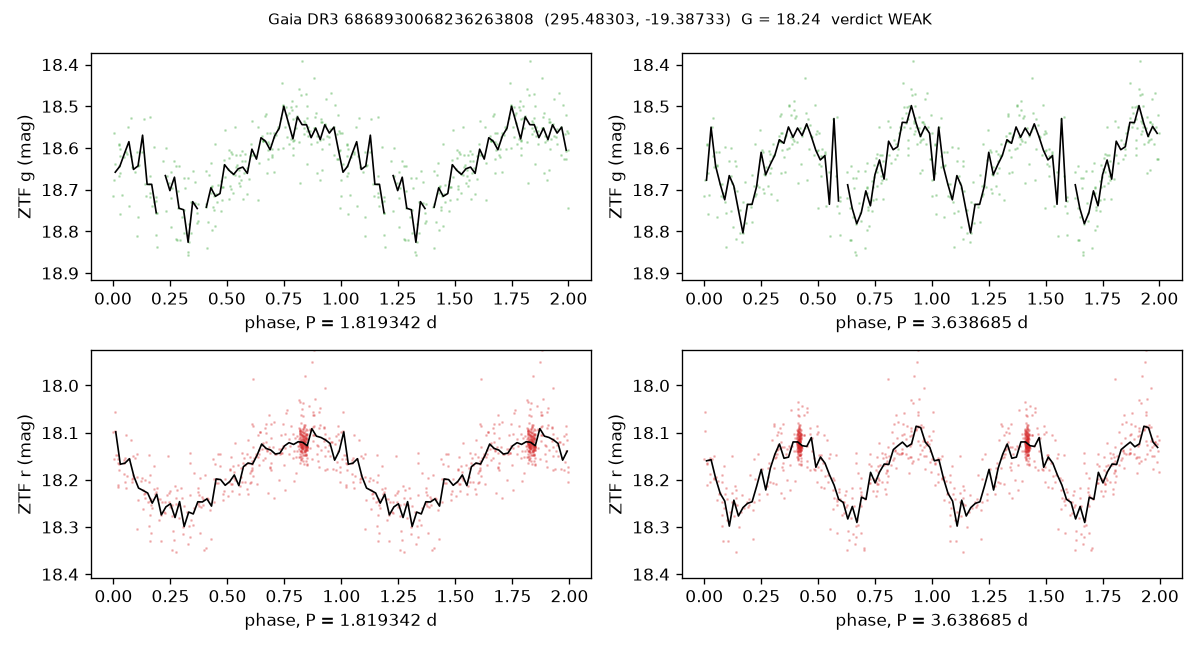 Gaia DR3 6868930068236263808 (295.48303, -19.38733) G = 18.24 verdict WEAK
ZTF g (mag)
18.4
18.5
18.6
18.7
18.8
18.9
0.00 0.25 0.50 0.75 1.00 1.25 1.50 1.75 2.00
phase, P = 1.819342 d
ZTF g (mag)
18.4
18.5
18.6
18.7
18.8
18.9
0.00 0.25 0.50 0.75 1.00 1.25 1.50 1.75 2.00
phase, P = 3.638685 d
ZTF r (mag)
18.0
18.1
18.2
18.3
18.4
0.00 0.25 0.50 0.75 1.00 1.25 1.50 1.75 2.00
phase, P = 1.819342 d
ZTF r (mag)
18.0
18.1
18.2
18.3
18.4
0.00 0.25 0.50 0.75 1.00 1.25 1.50 1.75 2.00
phase, P = 3.638685 d